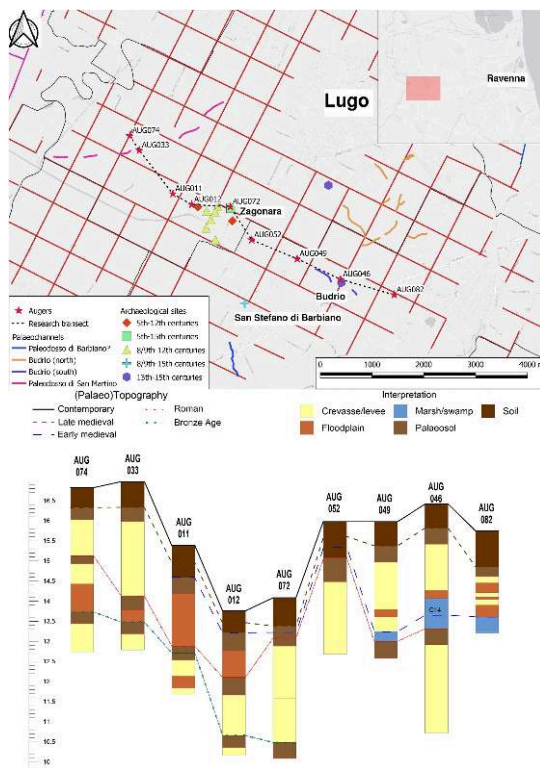 Ravenna
Lugo
AUG074
AUG033
AUG011
AUG012
AUG072
Zagonara
AUG052
AUG049
AUG046
Budrio
AUG082
San Stefano di Barbiano
Augers
Research transect
Palaeochannels
Paleodosso di Barbiano?
Budrio (north)
Budrio (south)
Paleodosso di San Martino
Archaeological sites
5th-12th centuries
5th-15th centuries
8/9th-12th centuries
8/9th-15th centuries
13th-15th centuries
0 1000 2000 3000 4000 m
(Palaeo)Topography
Contemporary
Late medieval
Early medieval
Roman
Bronze Age
Interpretation
Crevasse/levee
Floodplain
Marsh/swamp
Palaeosol
Soil
AUG 074
AUG 033
AUG 011
AUG 012
AUG 072
AUG 052
AUG 049
AUG 046
AUG 082
C14
16.5
16
15.5
15
14.5
14
13.5
13
12.5
12
11.5
11
10.5
10